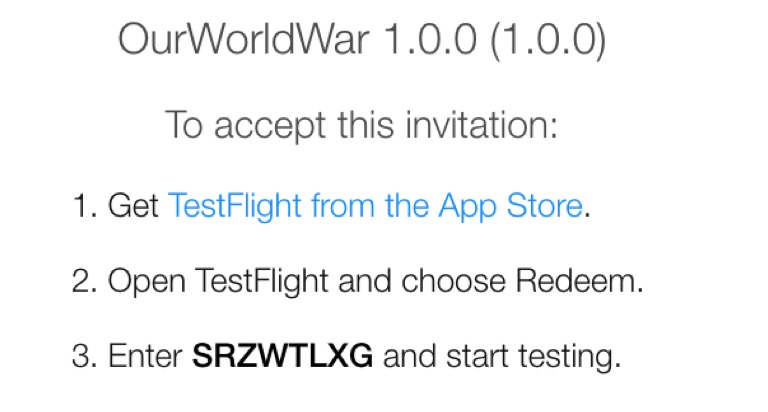 OurWorldWar 1.0.0 (1.0.0)
To accept this invitation:
1. Get TestFlight from the App Store.
2. Open TestFlight and choose Redeem.
3. Enter SRZWTLXG and start testing.